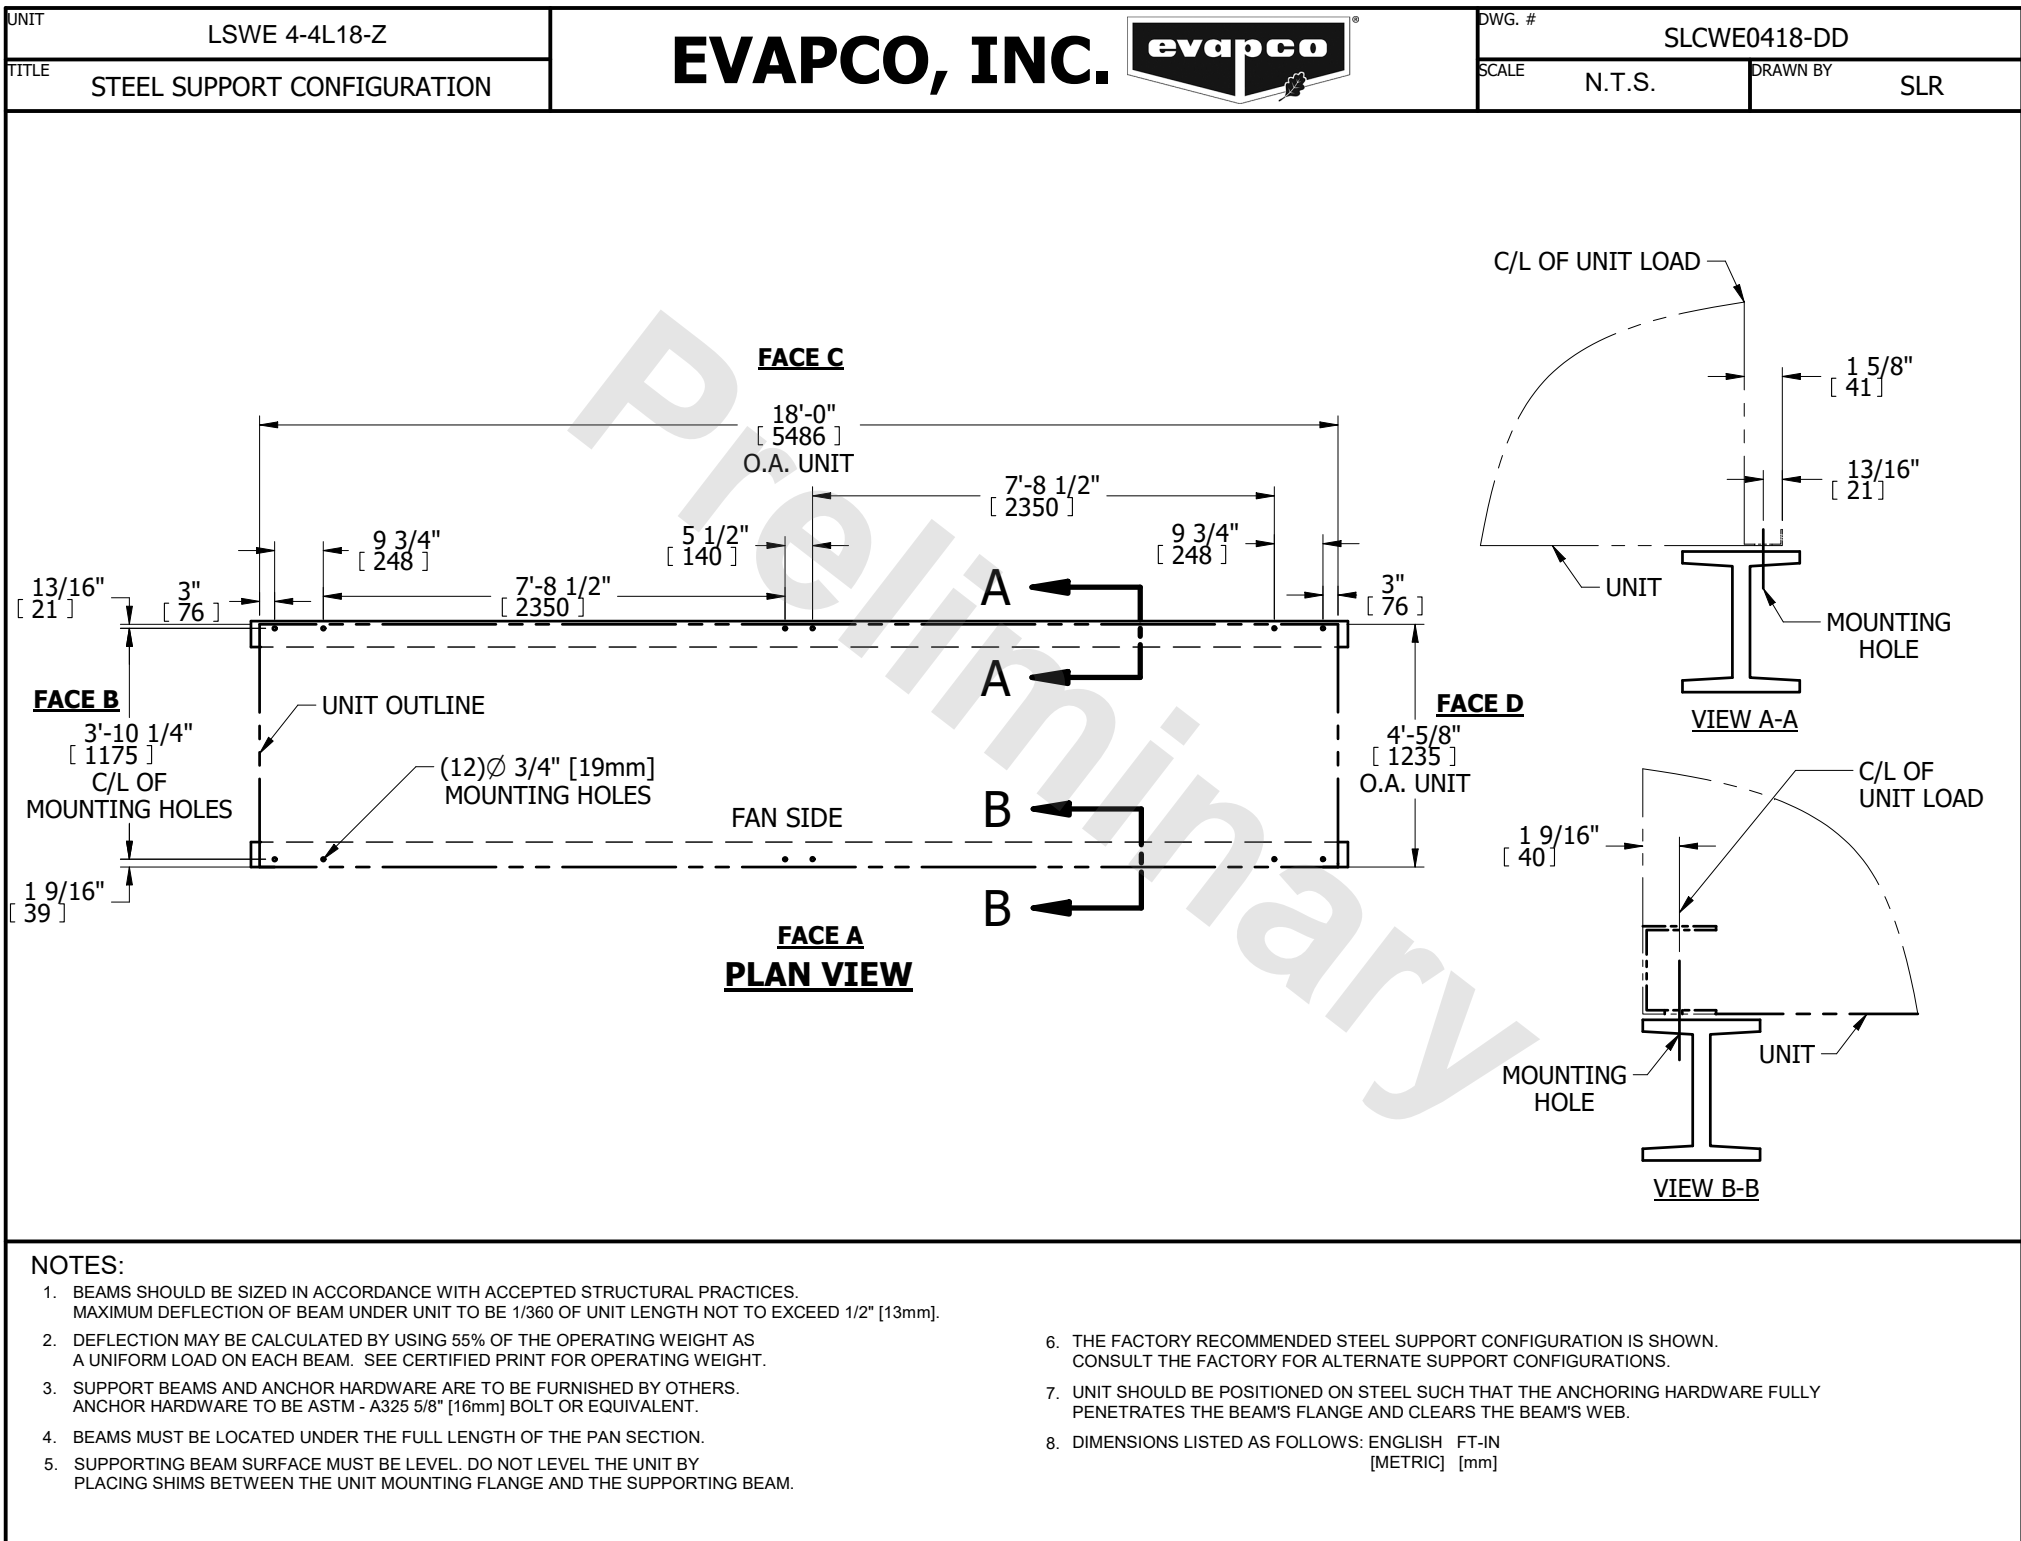 UNIT
LSWE 4-4L18-Z
TITLE
STEEL SUPPORT CONFIGURATION
EVAPCO, INC.
evapco
®
DWG. #
SLCWE0418-DD
SCALE
N.T.S.
DRAWN BY
SLR
FACE C
18'-0"
[ 5486 ]
O.A. UNIT
7'-8 1/2"
[ 2350 ]
9 3/4"
[ 248 ]
5 1/2"
[ 140 ]
9 3/4"
[ 248 ]
13/16"
[ 21 ]
3"
[ 76 ]
7'-8 1/2"
[ 2350 ]
3"
[ 76 ]
A
A
FACE B
3'-10 1/4"
[ 1175 ]
C/L OF
MOUNTING HOLES
UNIT OUTLINE
(12)Ø 3/4" [19mm]
MOUNTING HOLES
FAN SIDE
B
B
FACE D
4'-5/8"
[ 1235 ]
O.A. UNIT
1 9/16"
[ 39 ]
FACE A
PLAN VIEW
Preliminary
C/L OF UNIT LOAD
1 5/8"
[ 41 ]
13/16"
[ 21 ]
UNIT
MOUNTING
HOLE
VIEW A-A
C/L OF
UNIT LOAD
1 9/16"
[ 40 ]
UNIT
MOUNTING
HOLE
VIEW B-B
NOTES:
1. BEAMS SHOULD BE SIZED IN ACCORDANCE WITH ACCEPTED STRUCTURAL PRACTICES.
MAXIMUM DEFLECTION OF BEAM UNDER UNIT TO BE 1/360 OF UNIT LENGTH NOT TO EXCEED 1/2" [13mm].
2. DEFLECTION MAY BE CALCULATED BY USING 55% OF THE OPERATING WEIGHT AS
A UNIFORM LOAD ON EACH BEAM. SEE CERTIFIED PRINT FOR OPERATING WEIGHT.
3. SUPPORT BEAMS AND ANCHOR HARDWARE ARE TO BE FURNISHED BY OTHERS.
ANCHOR HARDWARE TO BE ASTM - A325 5/8" [16mm] BOLT OR EQUIVALENT.
4. BEAMS MUST BE LOCATED UNDER THE FULL LENGTH OF THE PAN SECTION.
5. SUPPORTING BEAM SURFACE MUST BE LEVEL. DO NOT LEVEL THE UNIT BY
PLACING SHIMS BETWEEN THE UNIT MOUNTING FLANGE AND THE SUPPORTING BEAM.
6. THE FACTORY RECOMMENDED STEEL SUPPORT CONFIGURATION IS SHOWN.
CONSULT THE FACTORY FOR ALTERNATE SUPPORT CONFIGURATIONS.
7. UNIT SHOULD BE POSITIONED ON STEEL SUCH THAT THE ANCHORING HARDWARE FULLY
PENETRATES THE BEAM'S FLANGE AND CLEARS THE BEAM'S WEB.
8. DIMENSIONS LISTED AS FOLLOWS: ENGLISH FT-IN
[METRIC] [mm]